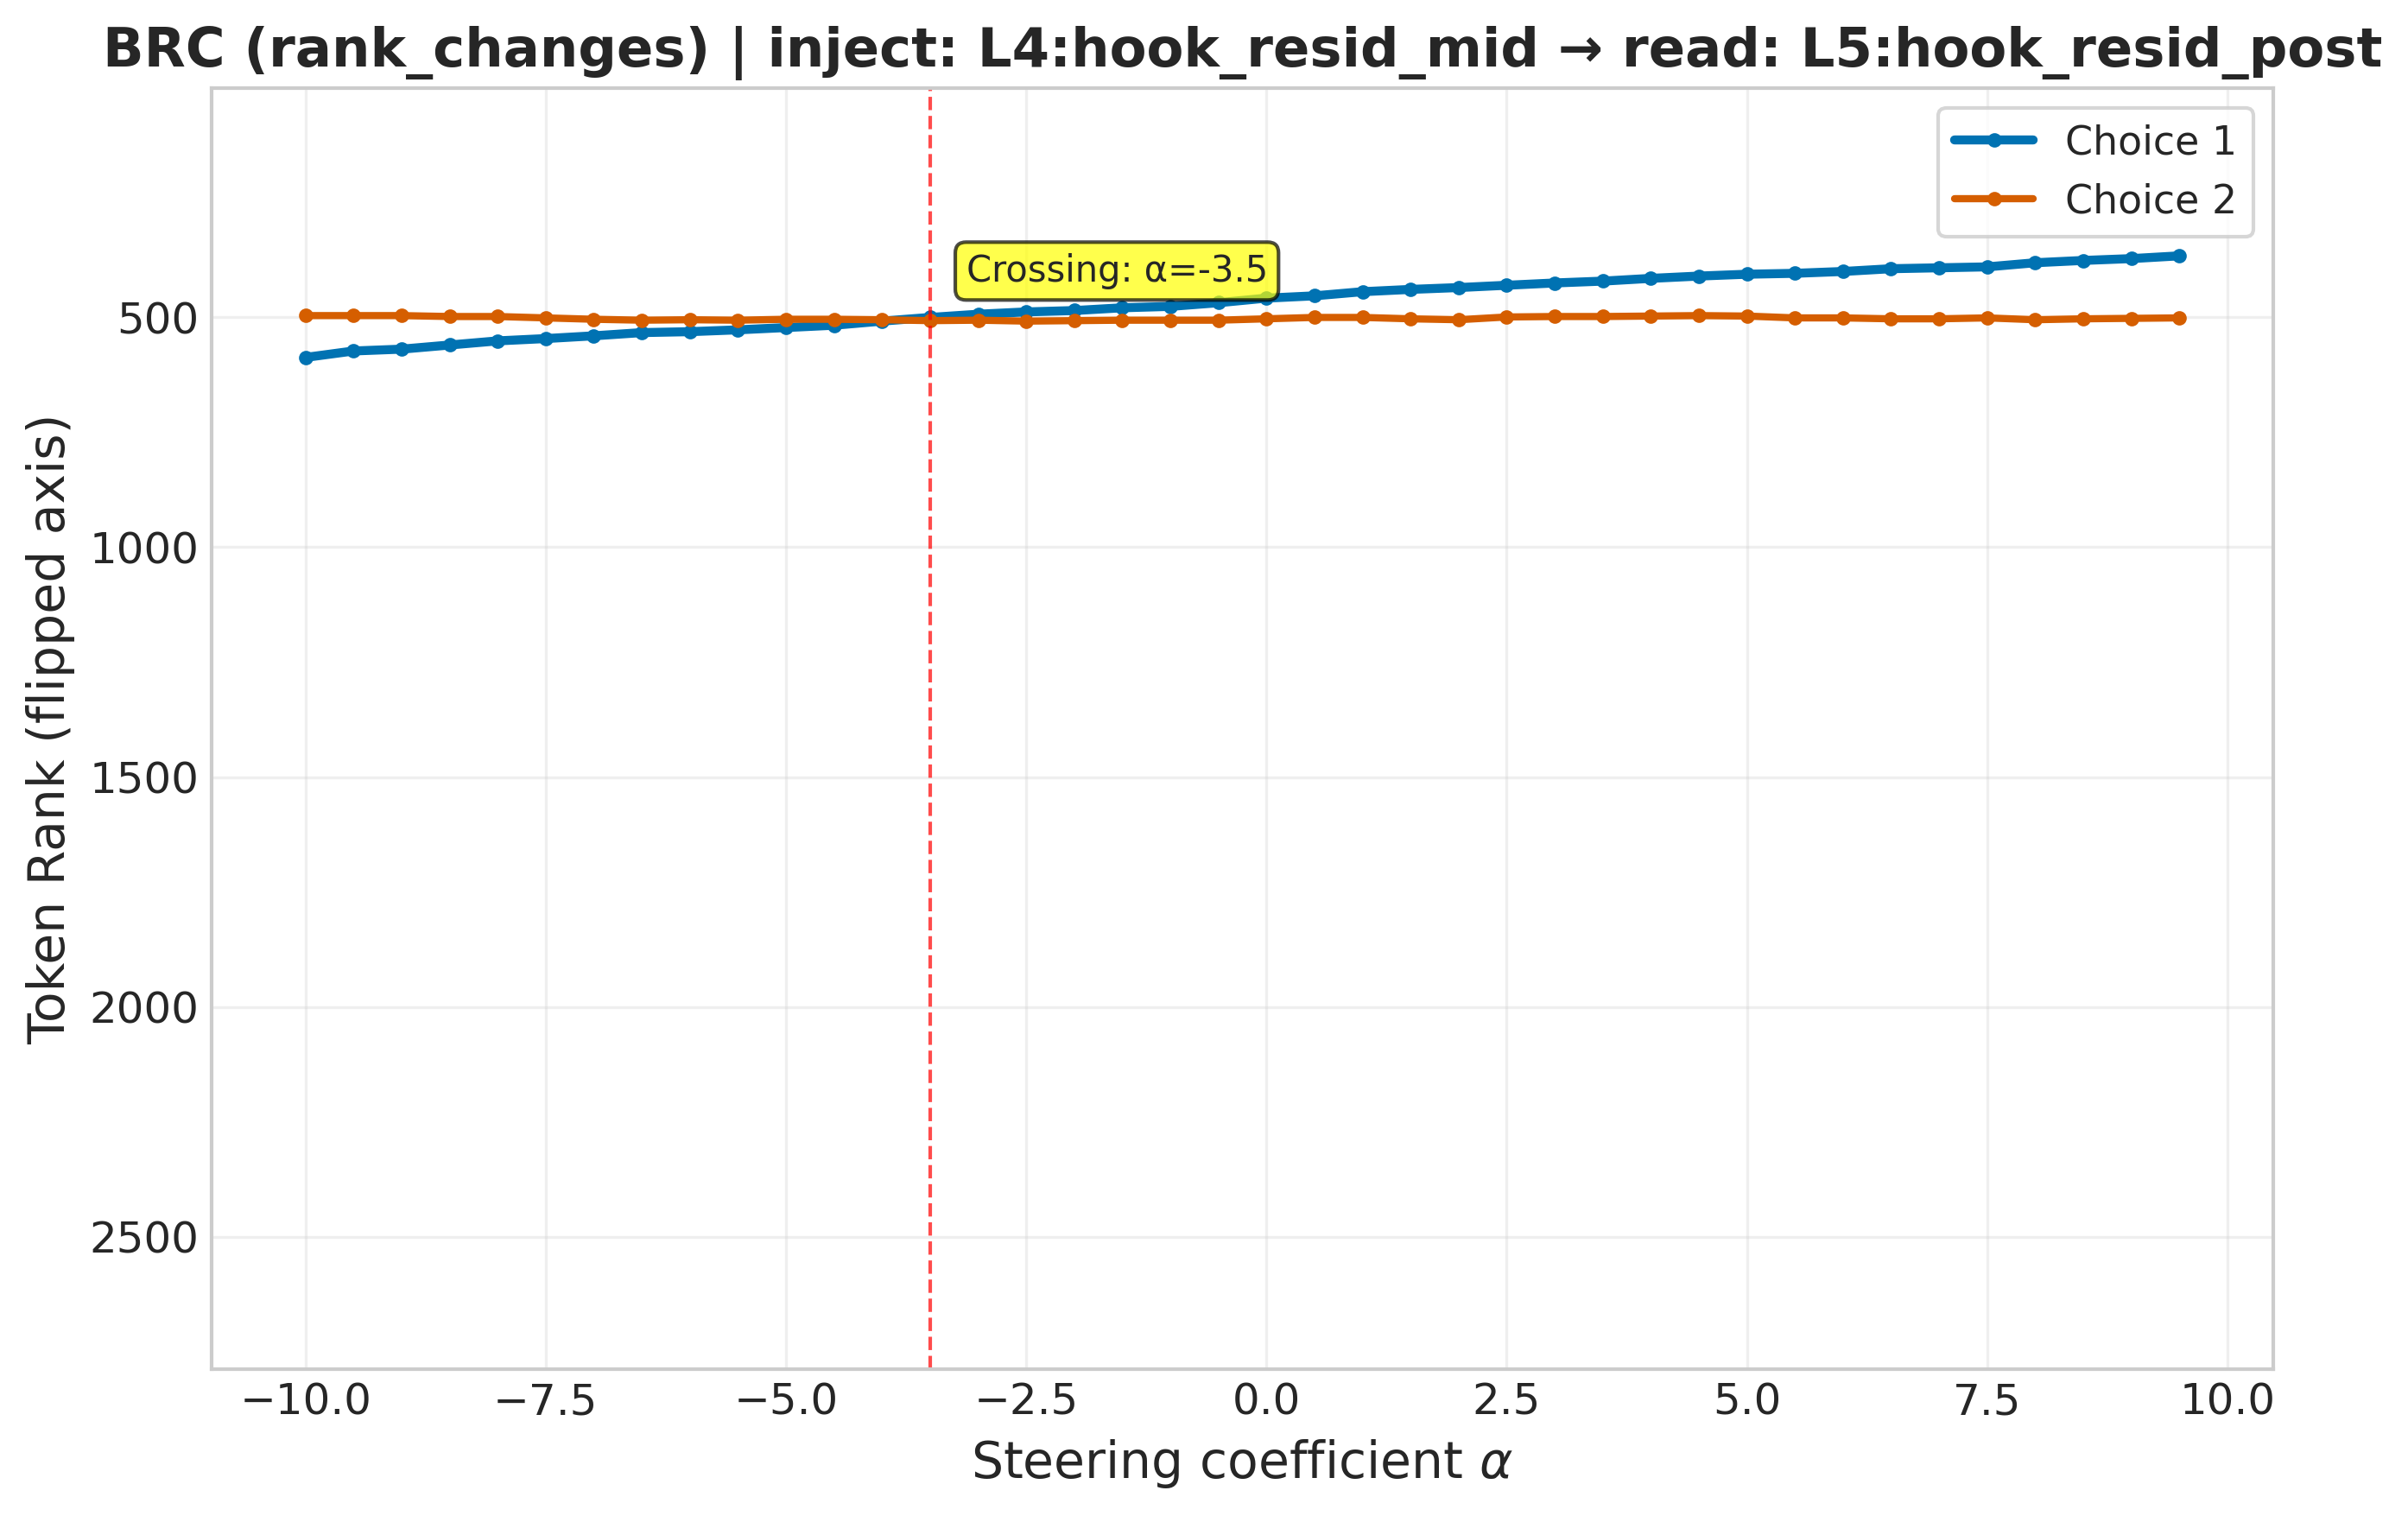 BRC (rank_changes) | inject: L4:hook_resid_mid → read: L5:hook_resid_post
Choice 1
Choice 2
Crossing: α=-3.5
Token Rank (flipped axis)
500
1000
1500
2000
2500
−10.0 −7.5 −5.0 −2.5 0.0 2.5 5.0 7.5 10.0
Steering coefficient α